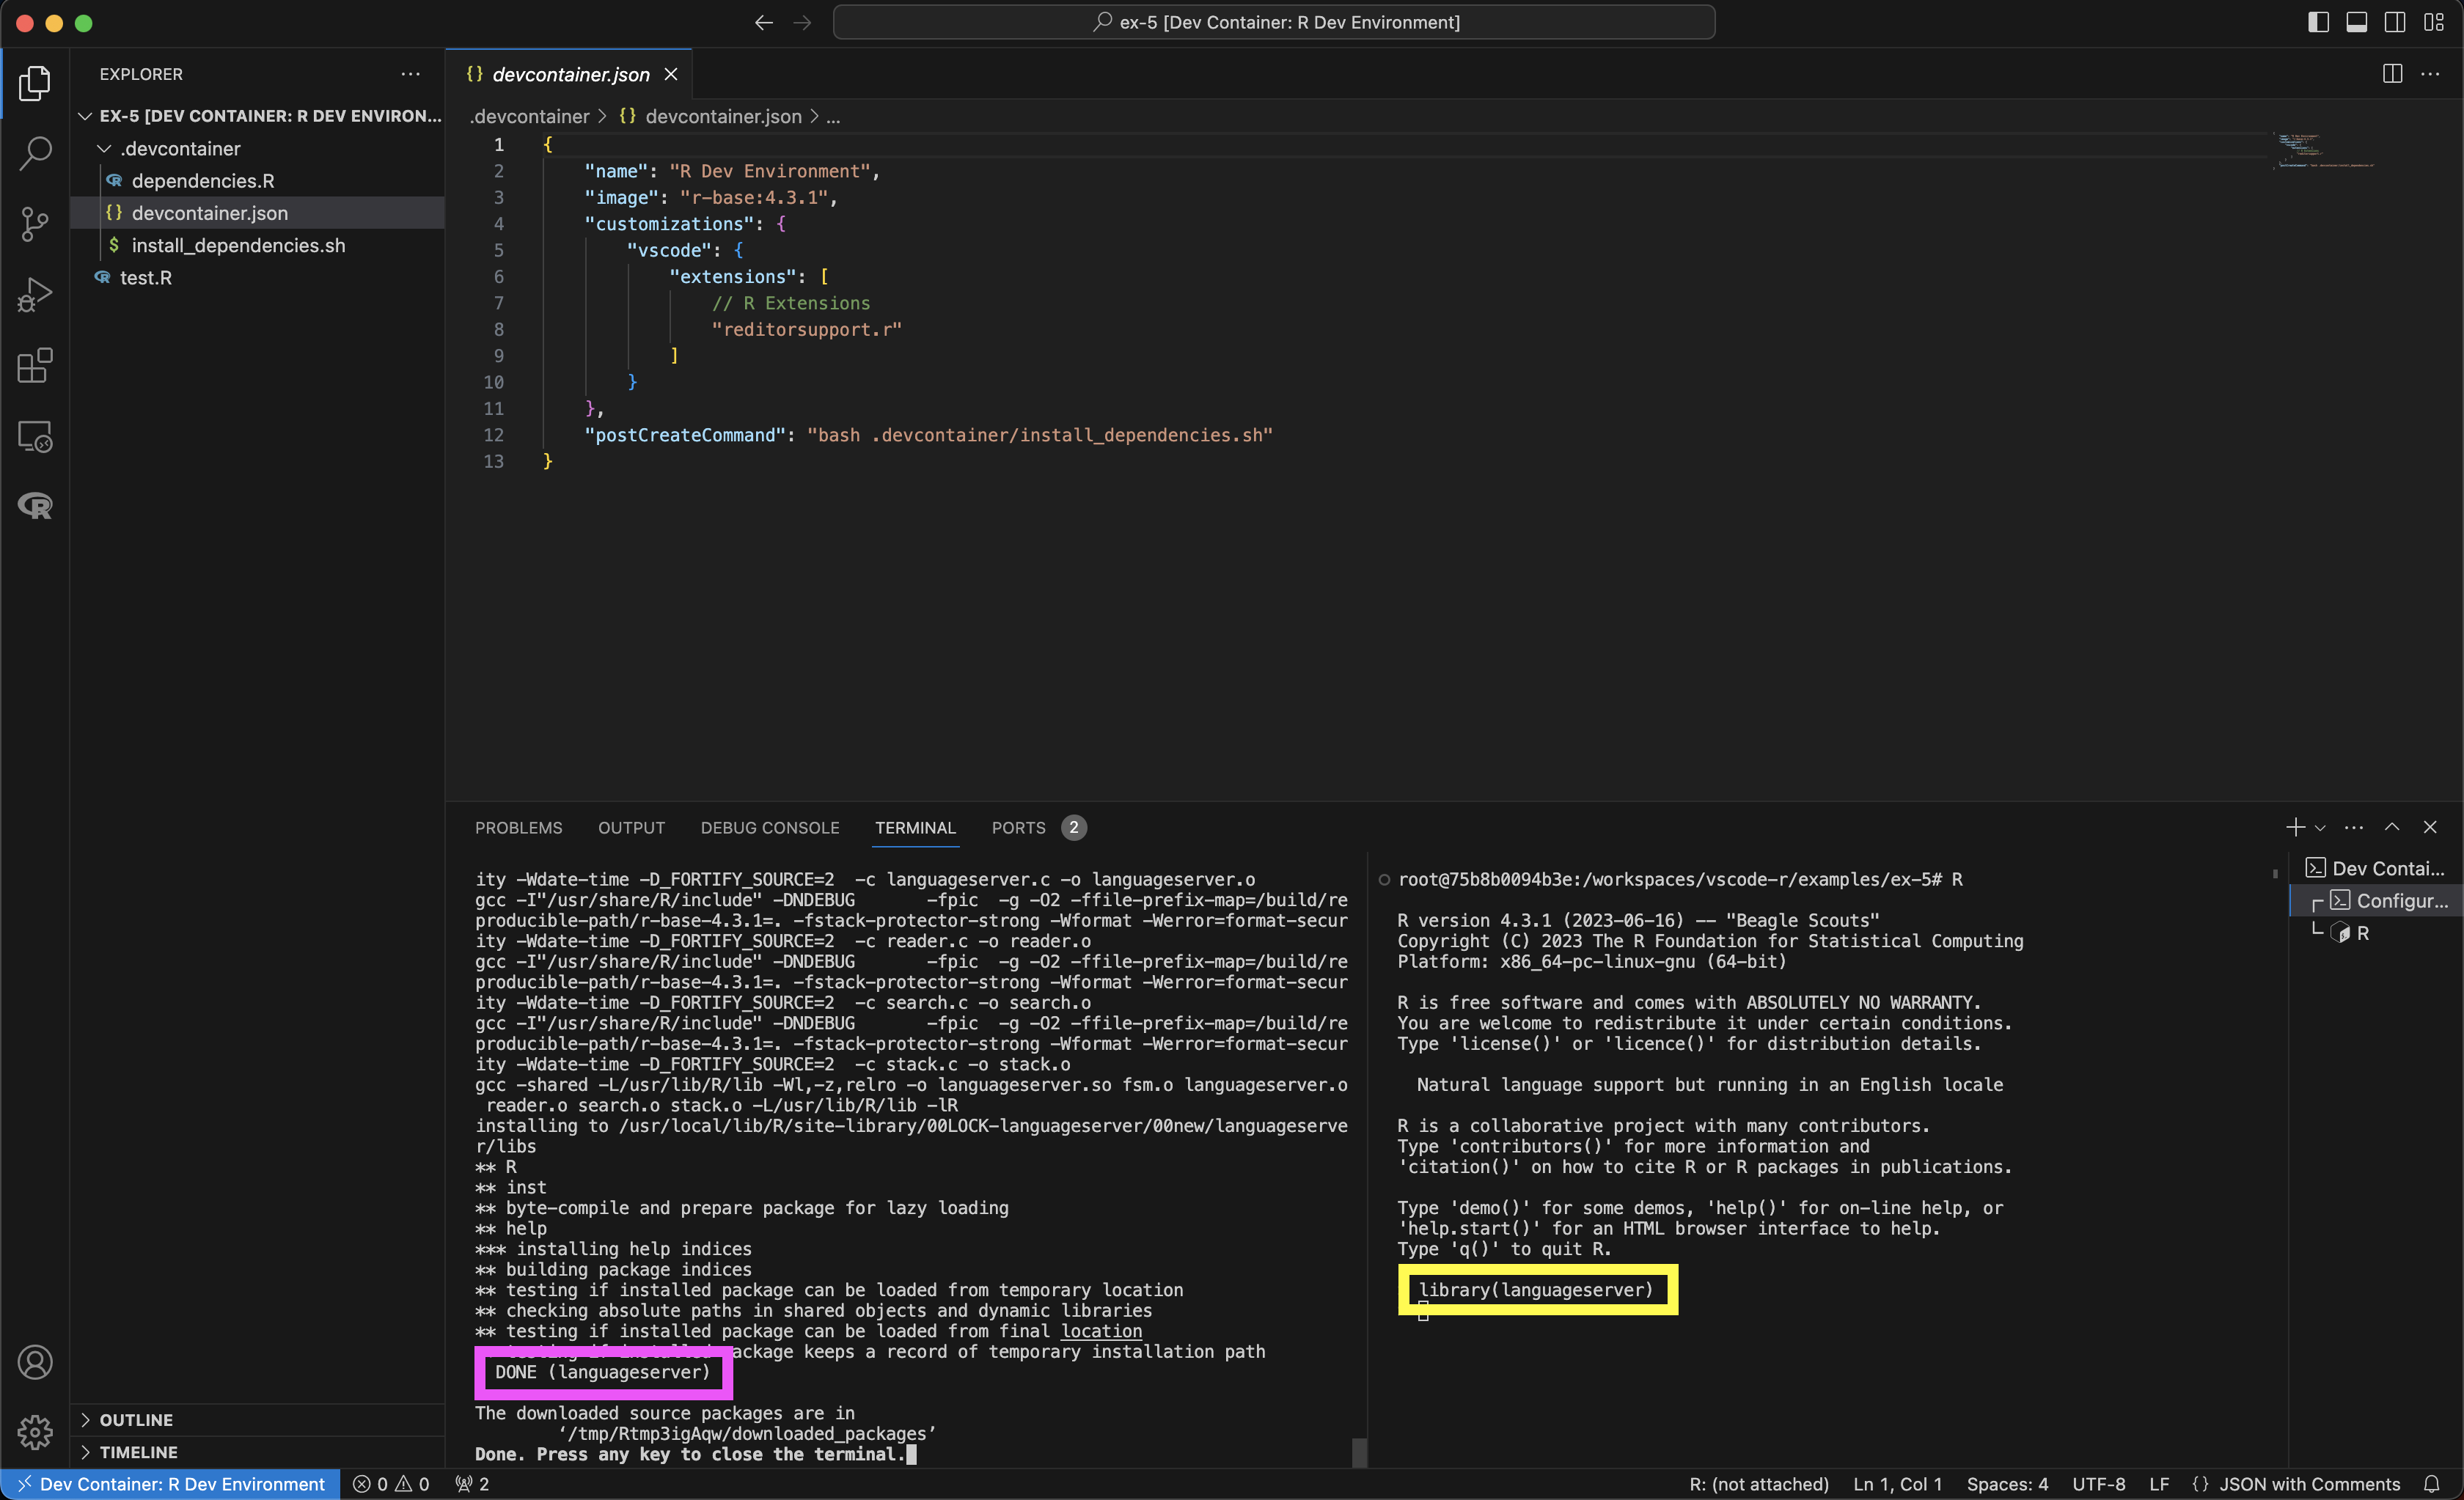 ex-5 [Dev Container: R Dev Environment]
EXPLORER
EX-5 [DEV CONTAINER: R DEV ENVIRON...
.devcontainer
dependencies.R
devcontainer.json
install_dependencies.sh
test.R
OUTLINE
TIMELINE
devcontainer.json
.devcontainer > {} devcontainer.json > ...
1 {
2 "name": "R Dev Environment",
3 "image": "r-base:4.3.1",
4 "customizations": {
5 "vscode": {
6 "extensions": [
7 // R Extensions
8 "reditorsupport.r"
9 ]
10 }
11 },
12 "postCreateCommand": "bash .devcontainer/install_dependencies.sh"
13 }
PROBLEMS OUTPUT DEBUG CONSOLE TERMINAL PORTS 2
ity -Wdate-time -D_FORTIFY_SOURCE=2  -c languageserver.c -o languageserver.o
gcc -I"/usr/share/R/include" -DNDEBUG       -fpic  -g -O2 -ffile-prefix-map=/build/re
producible-path/r-base-4.3.1=. -fstack-protector-strong -Wformat -Werror=format-secur
ity -Wdate-time -D_FORTIFY_SOURCE=2  -c reader.c -o reader.o
gcc -I"/usr/share/R/include" -DNDEBUG       -fpic  -g -O2 -ffile-prefix-map=/build/re
producible-path/r-base-4.3.1=. -fstack-protector-strong -Wformat -Werror=format-secur
ity -Wdate-time -D_FORTIFY_SOURCE=2  -c search.c -o search.o
gcc -I"/usr/share/R/include" -DNDEBUG       -fpic  -g -O2 -ffile-prefix-map=/build/re
producible-path/r-base-4.3.1=. -fstack-protector-strong -Wformat -Werror=format-secur
ity -Wdate-time -D_FORTIFY_SOURCE=2  -c stack.c -o stack.o
gcc -shared -L/usr/lib/R/lib -Wl,-z,relro -o languageserver.so fsm.o languageserver.o
reader.o search.o stack.o -L/usr/lib/R/lib -lR
installing to /usr/local/lib/R/site-library/00LOCK-languageserver/00new/languageserve
r/libs
** R
** inst
** byte-compile and prepare package for lazy loading
** help
*** installing help indices
** building package indices
** testing if installed package can be loaded from temporary location
** checking absolute paths in shared objects and dynamic libraries
** testing if installed package can be loaded from final location
keeps a record of temporary installation path
DONE (languageserver)
The downloaded source packages are in
‘/tmp/Rtmp3igAqw/downloaded_packages’
Done. Press any key to close the terminal.
root@75b8b0094b3e:/workspaces/vscode-r/examples/ex-5# R
R version 4.3.1 (2023-06-16) -- "Beagle Scouts"
Copyright (C) 2023 The R Foundation for Statistical Computing
Platform: x86_64-pc-linux-gnu (64-bit)
R is free software and comes with ABSOLUTELY NO WARRANTY.
You are welcome to redistribute it under certain conditions.
Type 'license()' or 'licence()' for distribution details.
Natural language support but running in an English locale
R is a collaborative project with many contributors.
Type 'contributors()' for more information and
'citation()' on how to cite R or R packages in publications.
Type 'demo()' for some demos, 'help()' for on-line help, or
'help.start()' for an HTML browser interface to help.
Type 'q()' to quit R.
library(languageserver)
Dev Contai...
Configur...
R
Dev Container: R Dev Environment 0 0 2
R: (not attached) Ln 1, Col 1 Spaces: 4 UTF-8 LF {} JSON with Comments